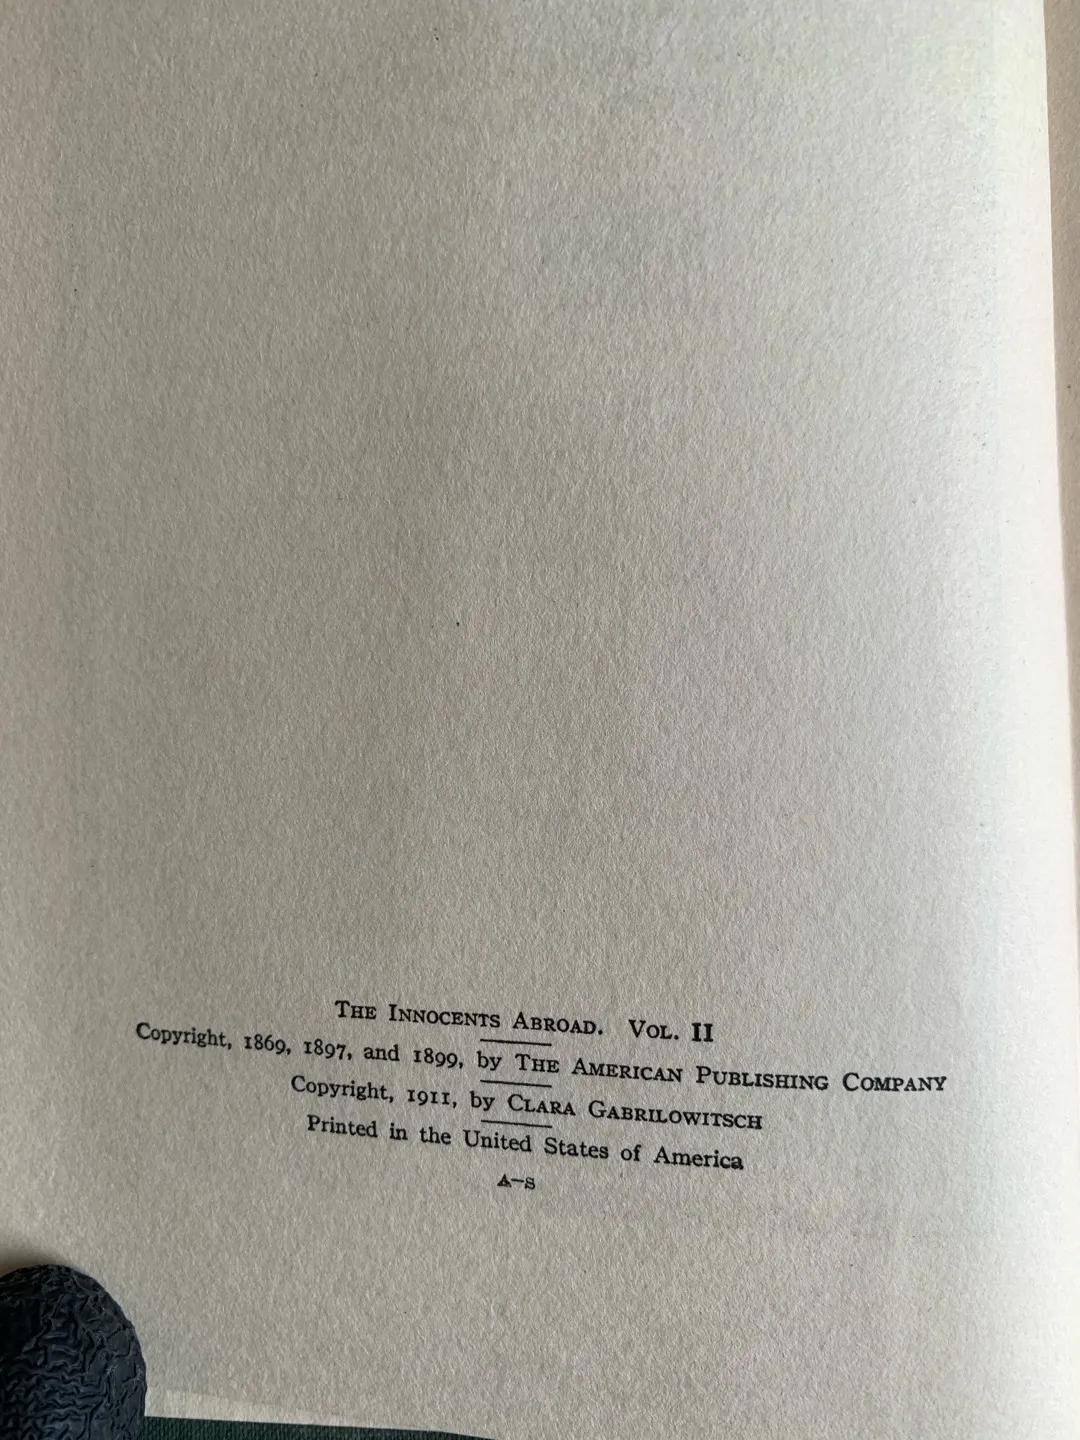 The Innocents Abroad. Vol. II
Copyright, 1869, 1897, and 1899, by The American Publishing Company
Copyright, 1911, by Clara Gabrilowitsch
Printed in the United States of America
A–S